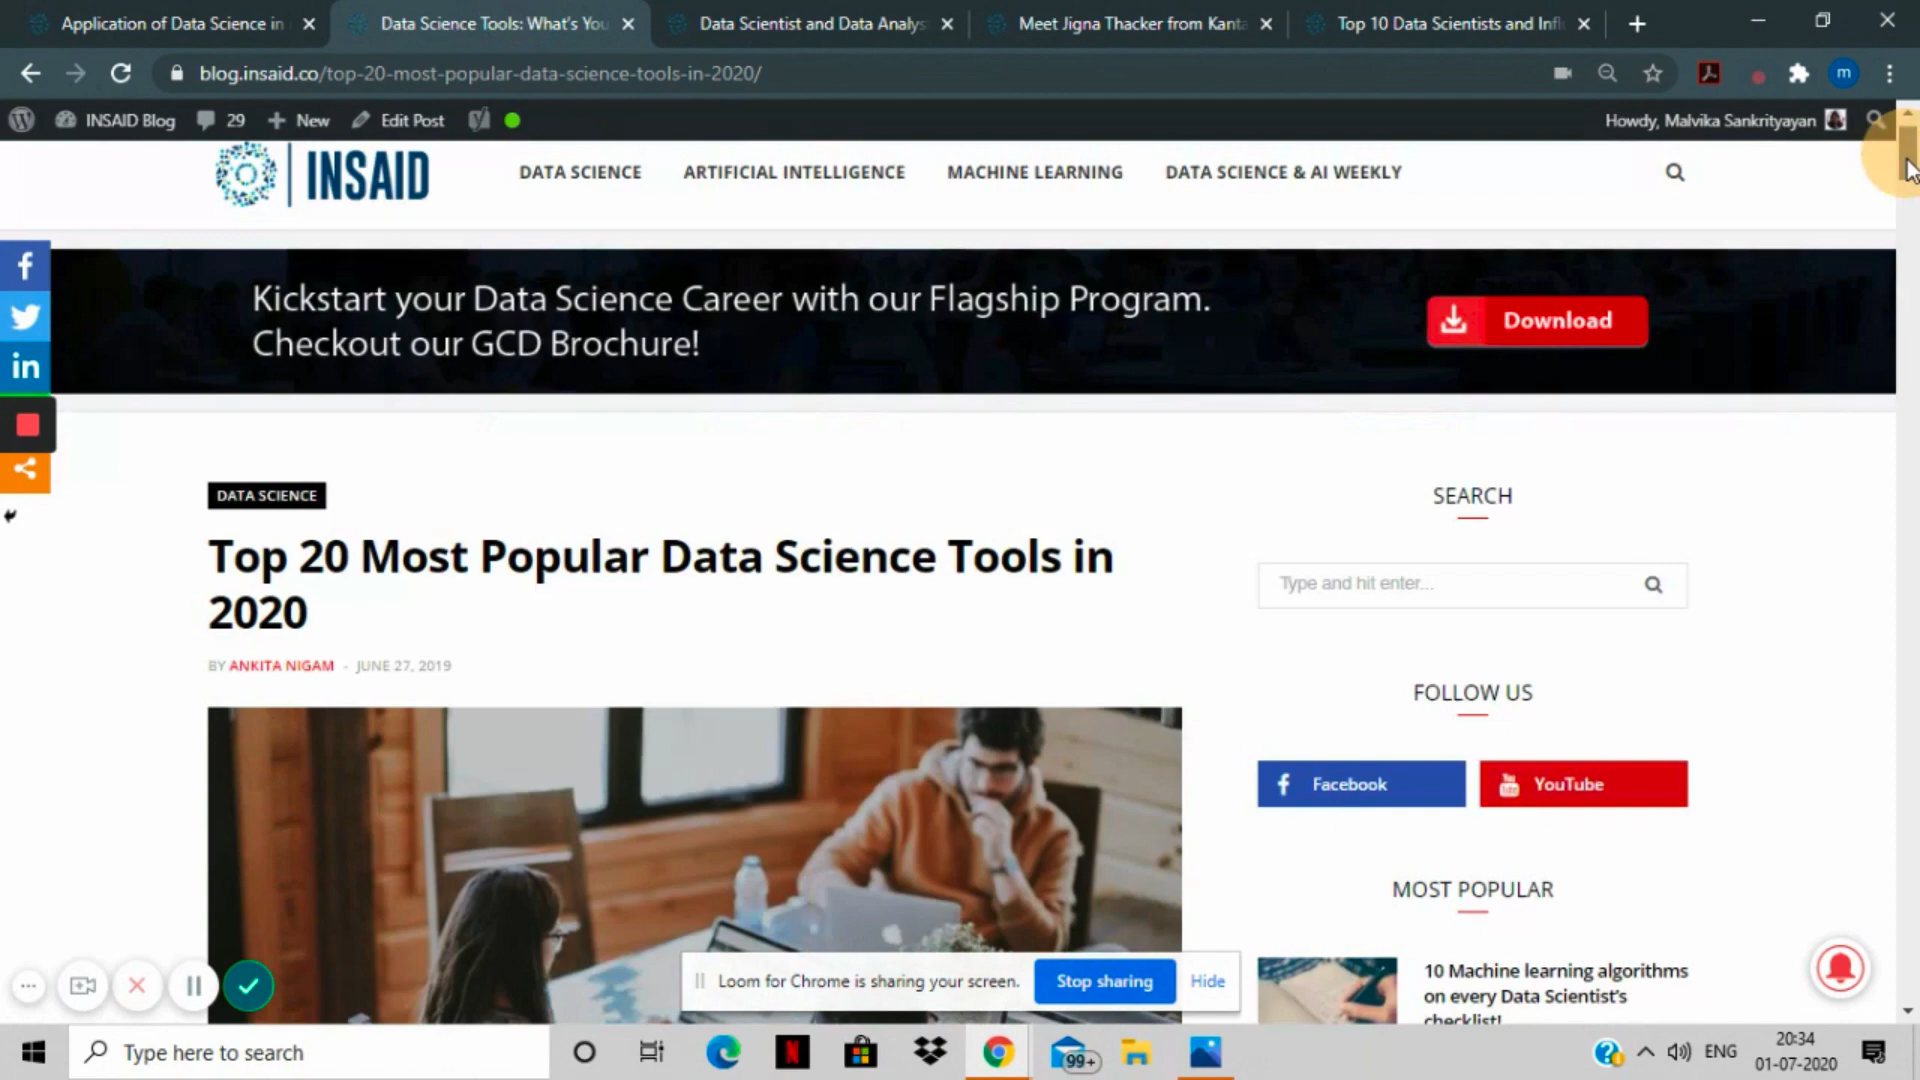 Application of Data Science in
Data Science Tools: What's You
Data Scientist and Data Analys
Meet Jigna Thacker from Kanta
Top 10 Data Scientists and Infl
blog.insaid.co/top-20-most-popular-data-science-tools-in-2020/
m
INSAID Blog
29
New
Edit Post
Howdy, Malvika Sankrityayan
INSAID
DATA SCIENCE
ARTIFICIAL INTELLIGENCE
MACHINE LEARNING
DATA SCIENCE & AI WEEKLY
Kickstart your Data Science Career with our Flagship Program.
Checkout our GCD Brochure!
Download
DATA SCIENCE
Top 20 Most Popular Data Science Tools in
2020
BY ANKITA NIGAM - JUNE 27, 2019
SEARCH
Type and hit enter...
FOLLOW US
Facebook
YouTube
MOST POPULAR
10 Machine learning algorithms
on every Data Scientist's
checklist!
Loom for Chrome is sharing your screen.
Stop sharing
Hide
Type here to search
99+
ENG
20:34
01-07-2020